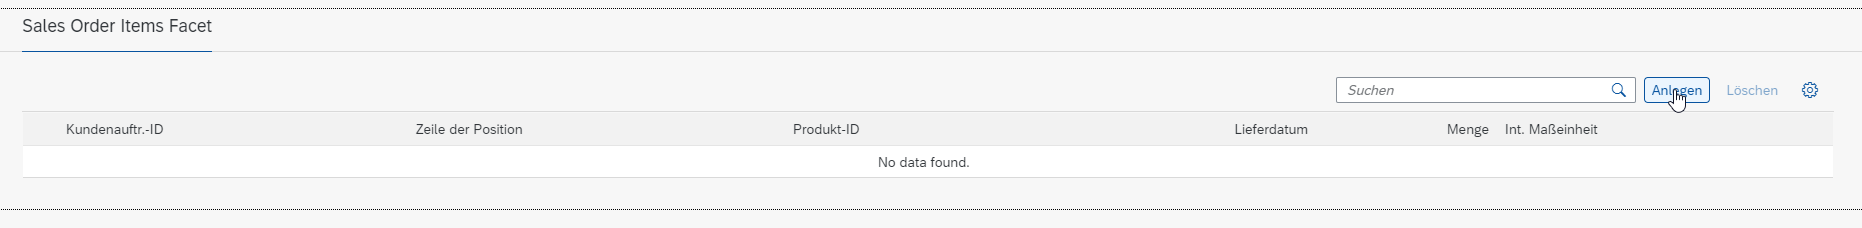 Sales Order Items Facet
Suchen Anlegen Löschen
Kundenauftr.-ID Zeile der Position Produkt-ID Lieferdatum Menge Int. Maßeinheit
No data found.